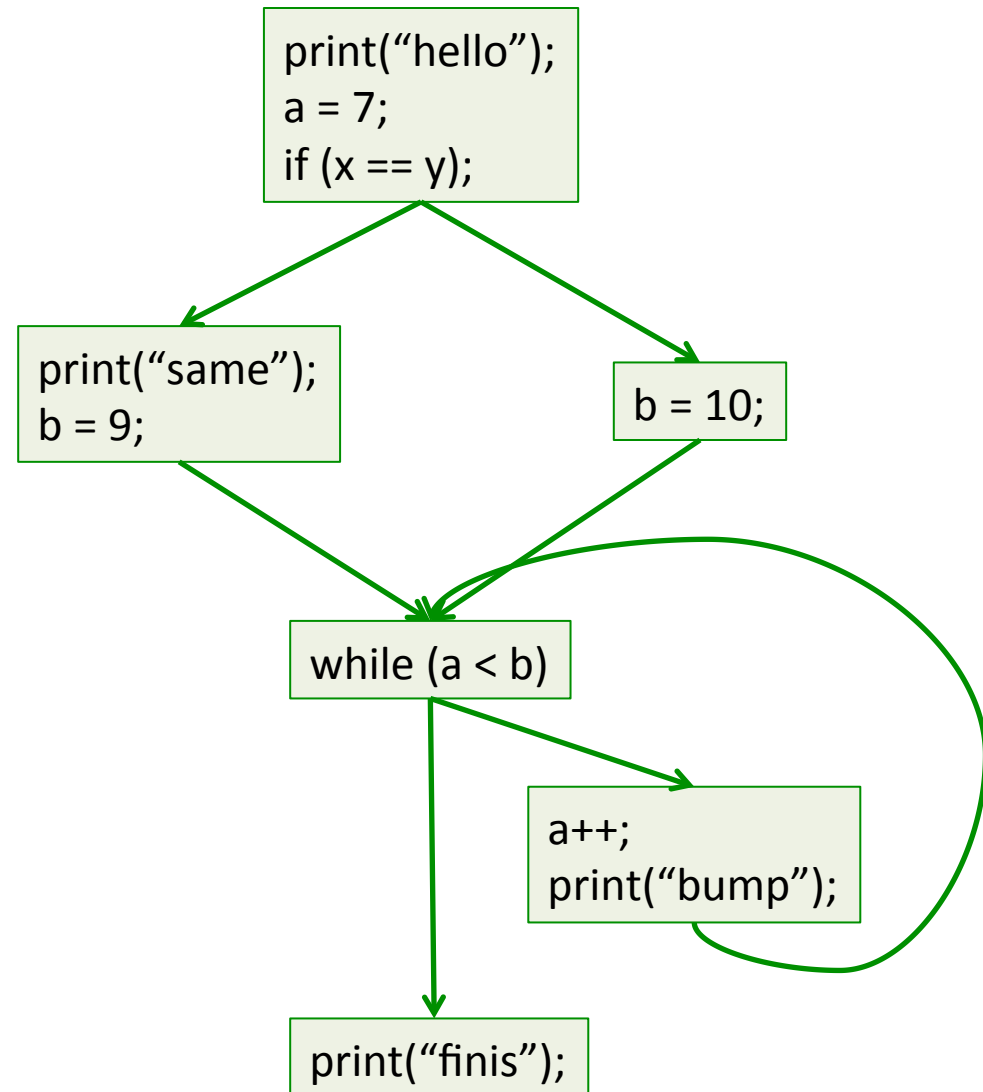 print(“hello”);
a = 7;
if (x == y);
print(“same”);
b = 9;
b = 10;
while (a < b)
a++;
print(“bump”);
print(“finis”);